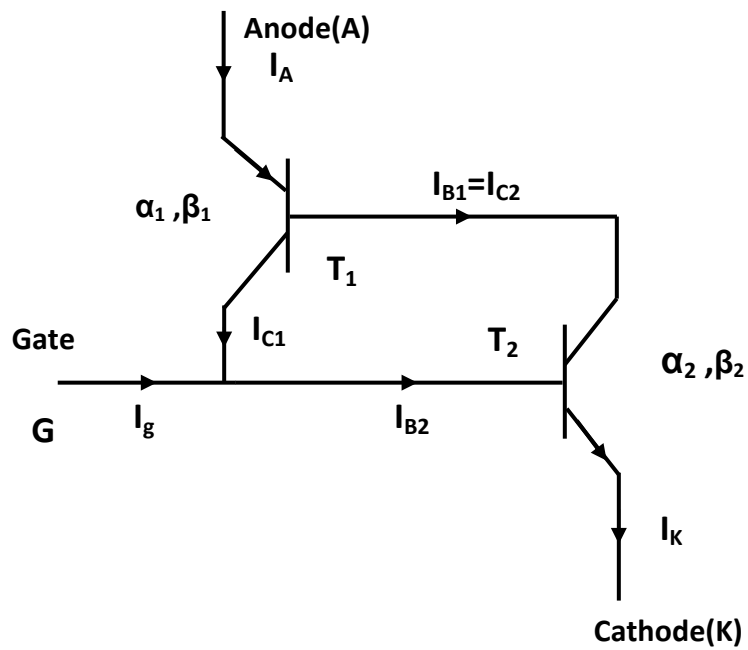 Anode(A)
I_A
I_B1=I_C2
α₁ ,β₁
T₁
I_C1
T₂
Gate
α₂ ,β₂
I_g
I_B2
G
I_K
Cathode(K)